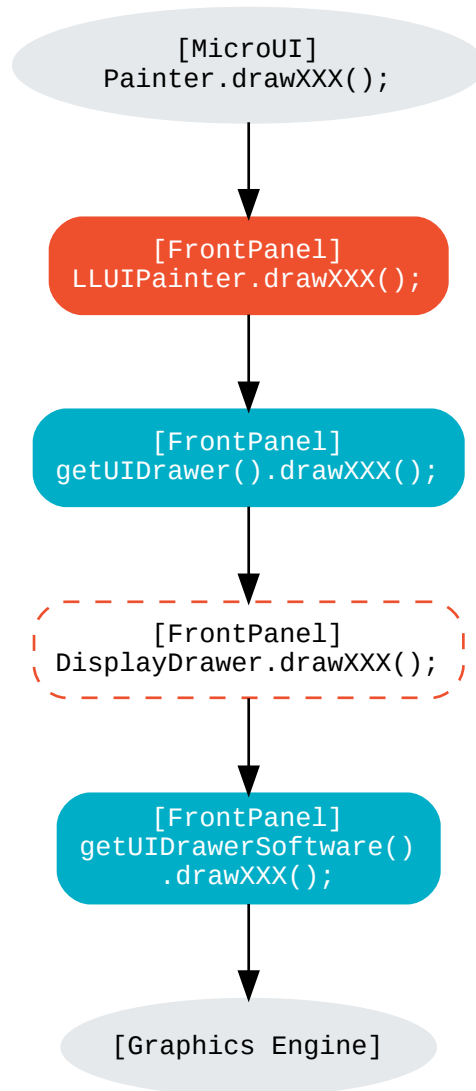 [MicroUI]
Painter.drawXXX();
[FrontPanel]
LLUIPainter.drawXXX();
[FrontPanel]
getUIDrawer().drawXXX();
[FrontPanel]
DisplayDrawer.drawXXX();
[FrontPanel]
getUIDrawerSoftware()
.drawXXX();
[Graphics Engine]